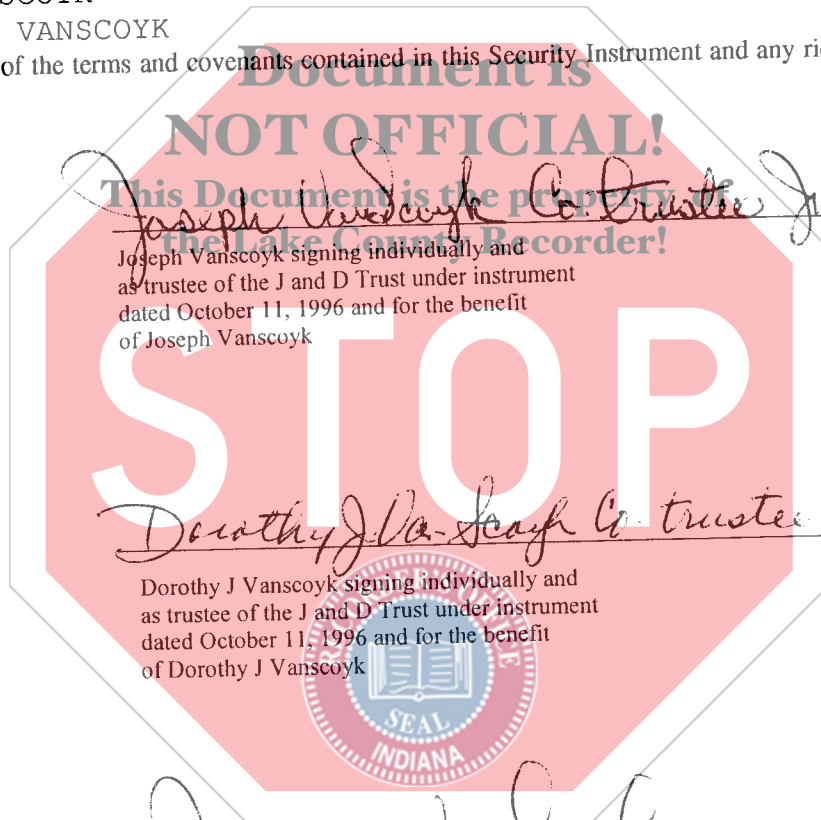 VANSCOYK
of the terms and covenants contained in this Security Instrument and any
Document is
NOT OFFICIAL!
This Document is the property of
the Lake County Recorder!
Joseph Vanscoyk Co-trustee
Joseph Vanscoyk signing individually and
as trustee of the J and D Trust under instrument
dated October 11, 1996 and for the benefit
of Joseph Vanscoyk
STOP
Dorothy J Van Scoyk Co-trustee
Dorothy J Vanscoyk signing individually and
as trustee of the J and D Trust under instrument
dated October 11, 1996 and for the benefit
of Dorothy J Vanscoyk
RECORDER'S OFFICE
SEAL
INDIANA